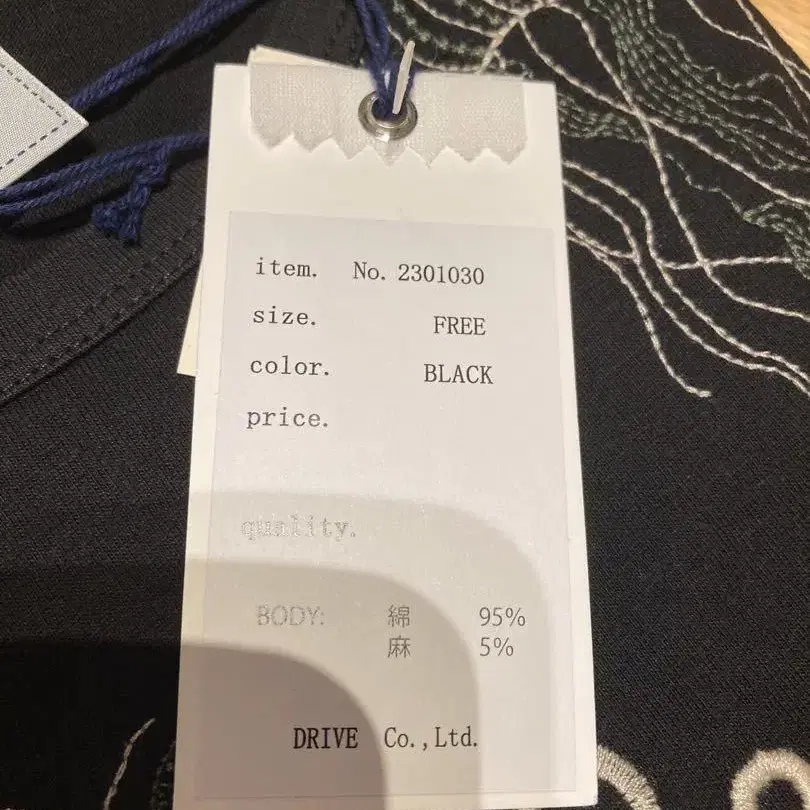 item. No. 2301030
size. FREE
color. BLACK
price.
quality.
BODY: 綿 95%
麻 5%
DRIVE Co.,Ltd.